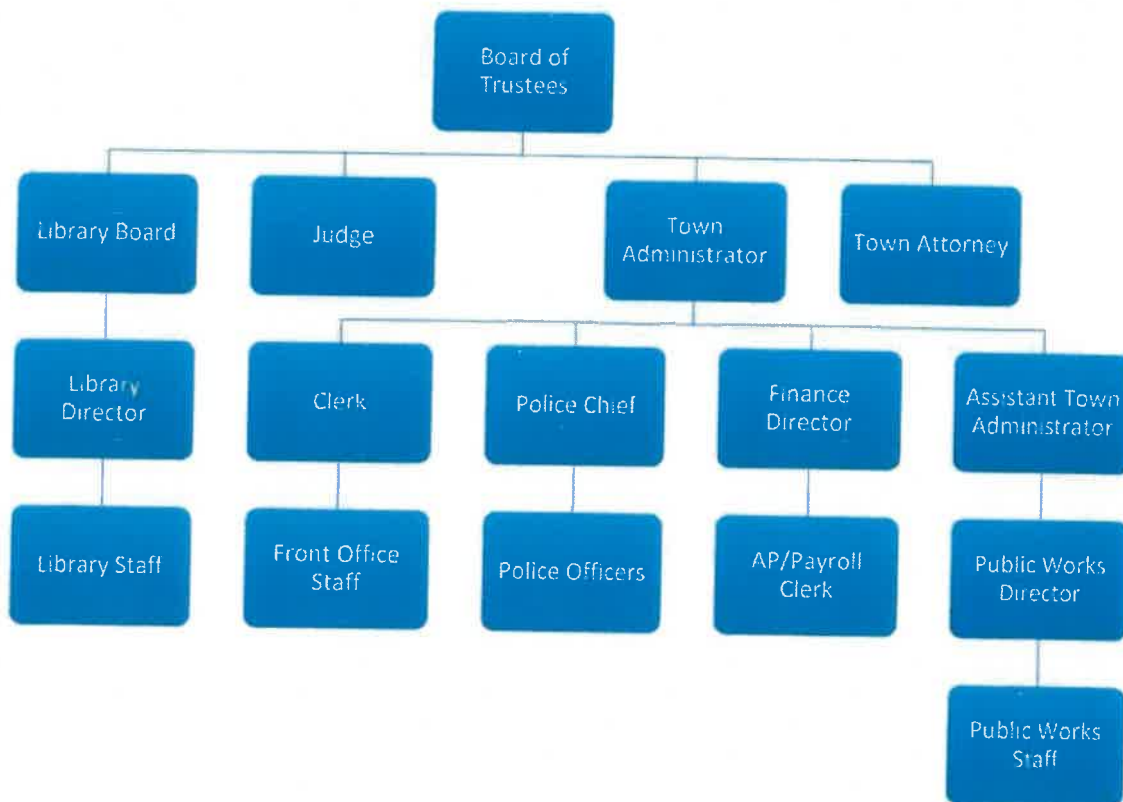 Board of
Trustees
Library Board
Judge
Town
Administrator
Town Attorney
Library
Director
Clerk
Police Chief
Finance
Director
Assistant Town
Administrator
Library Staff
Front Office
Staff
Police Officers
AP/Payroll
Clerk
Public Works
Director
Public Works
Staff